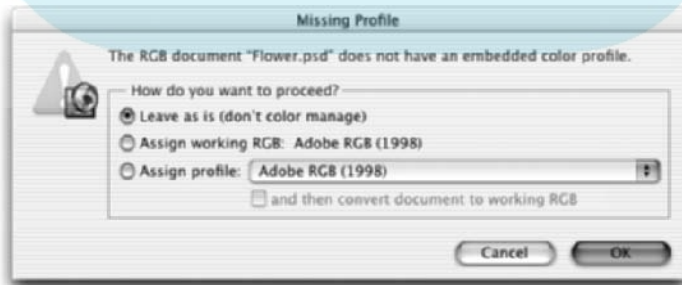 Missing Profile
The RGB document "Flower.psd" does not have an embedded color profile.
How do you want to proceed?
Leave as is (don't color manage)
Assign working RGB: Adobe RGB (1998)
Assign profile: Adobe RGB (1998)
and then convert document to working RGB
Cancel OK